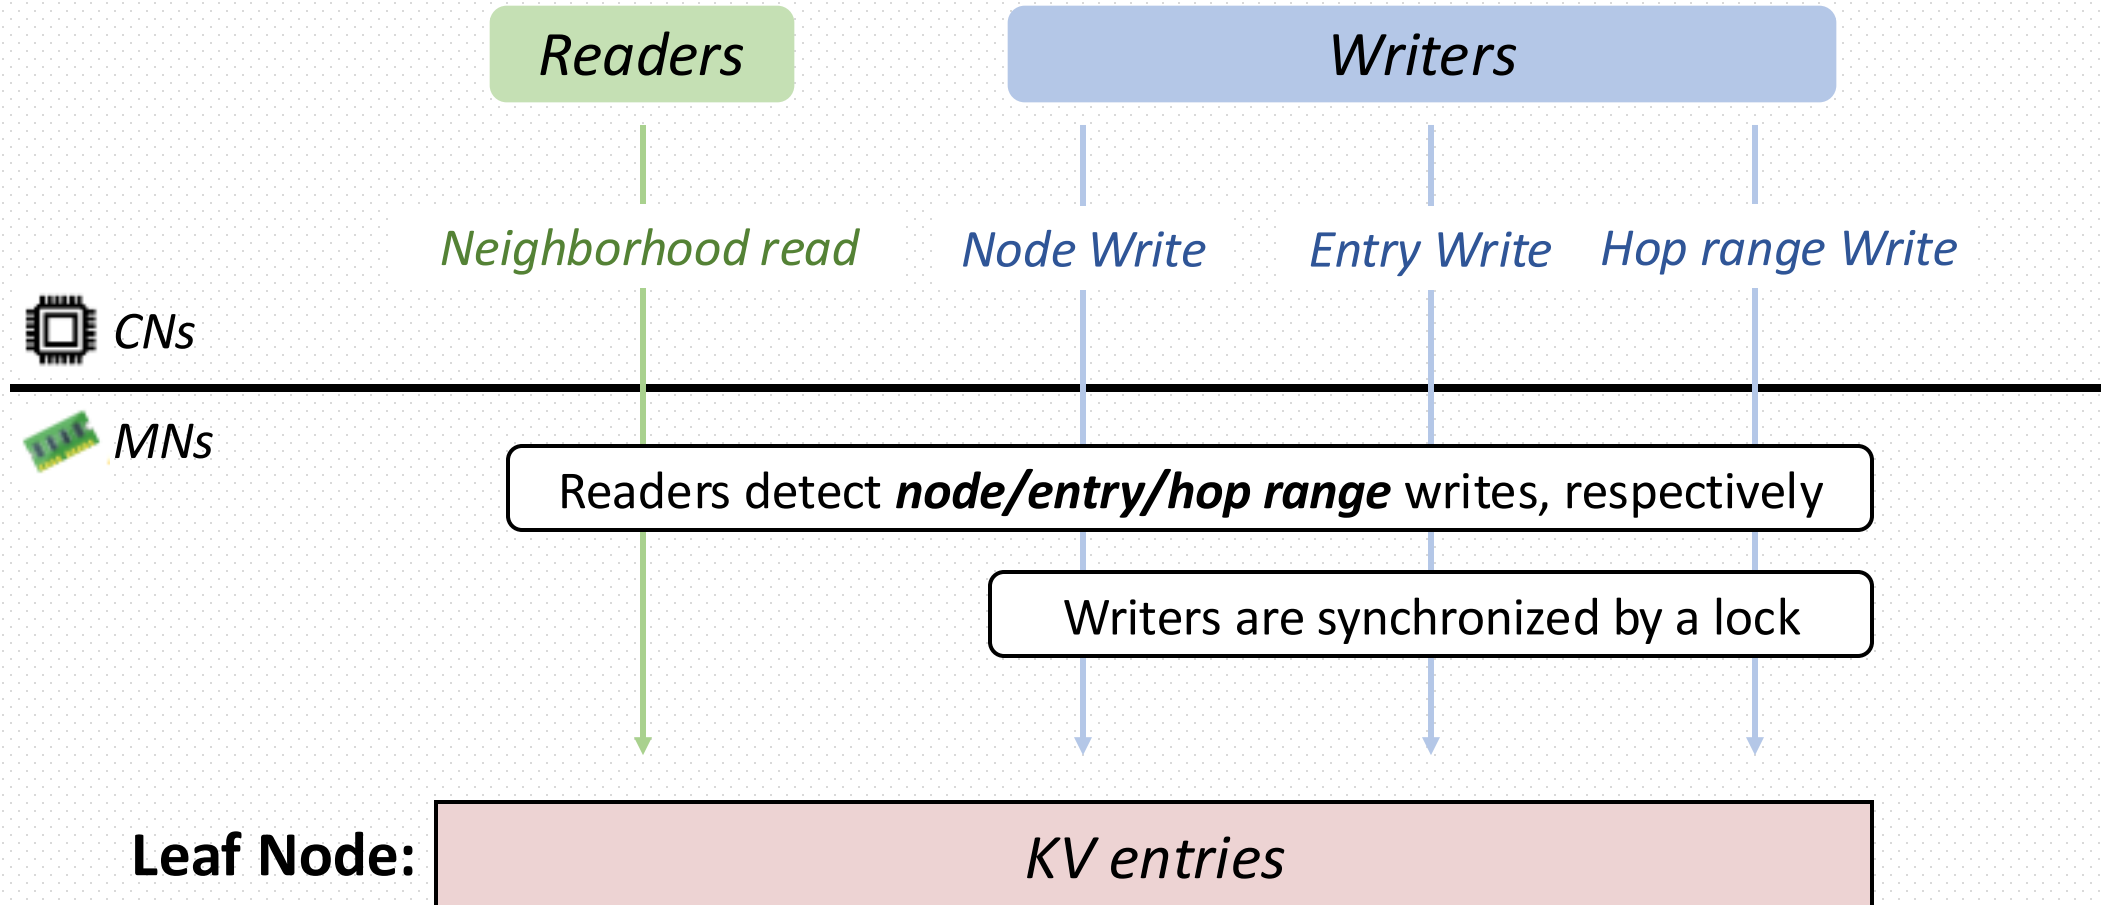 Readers
Writers
Neighborhood read
Node Write
Entry Write
Hop range Write
CNs
MNs
Readers detect node/entry/hop range writes, respectively
Writers are synchronized by a lock
Leaf Node:
KV entries